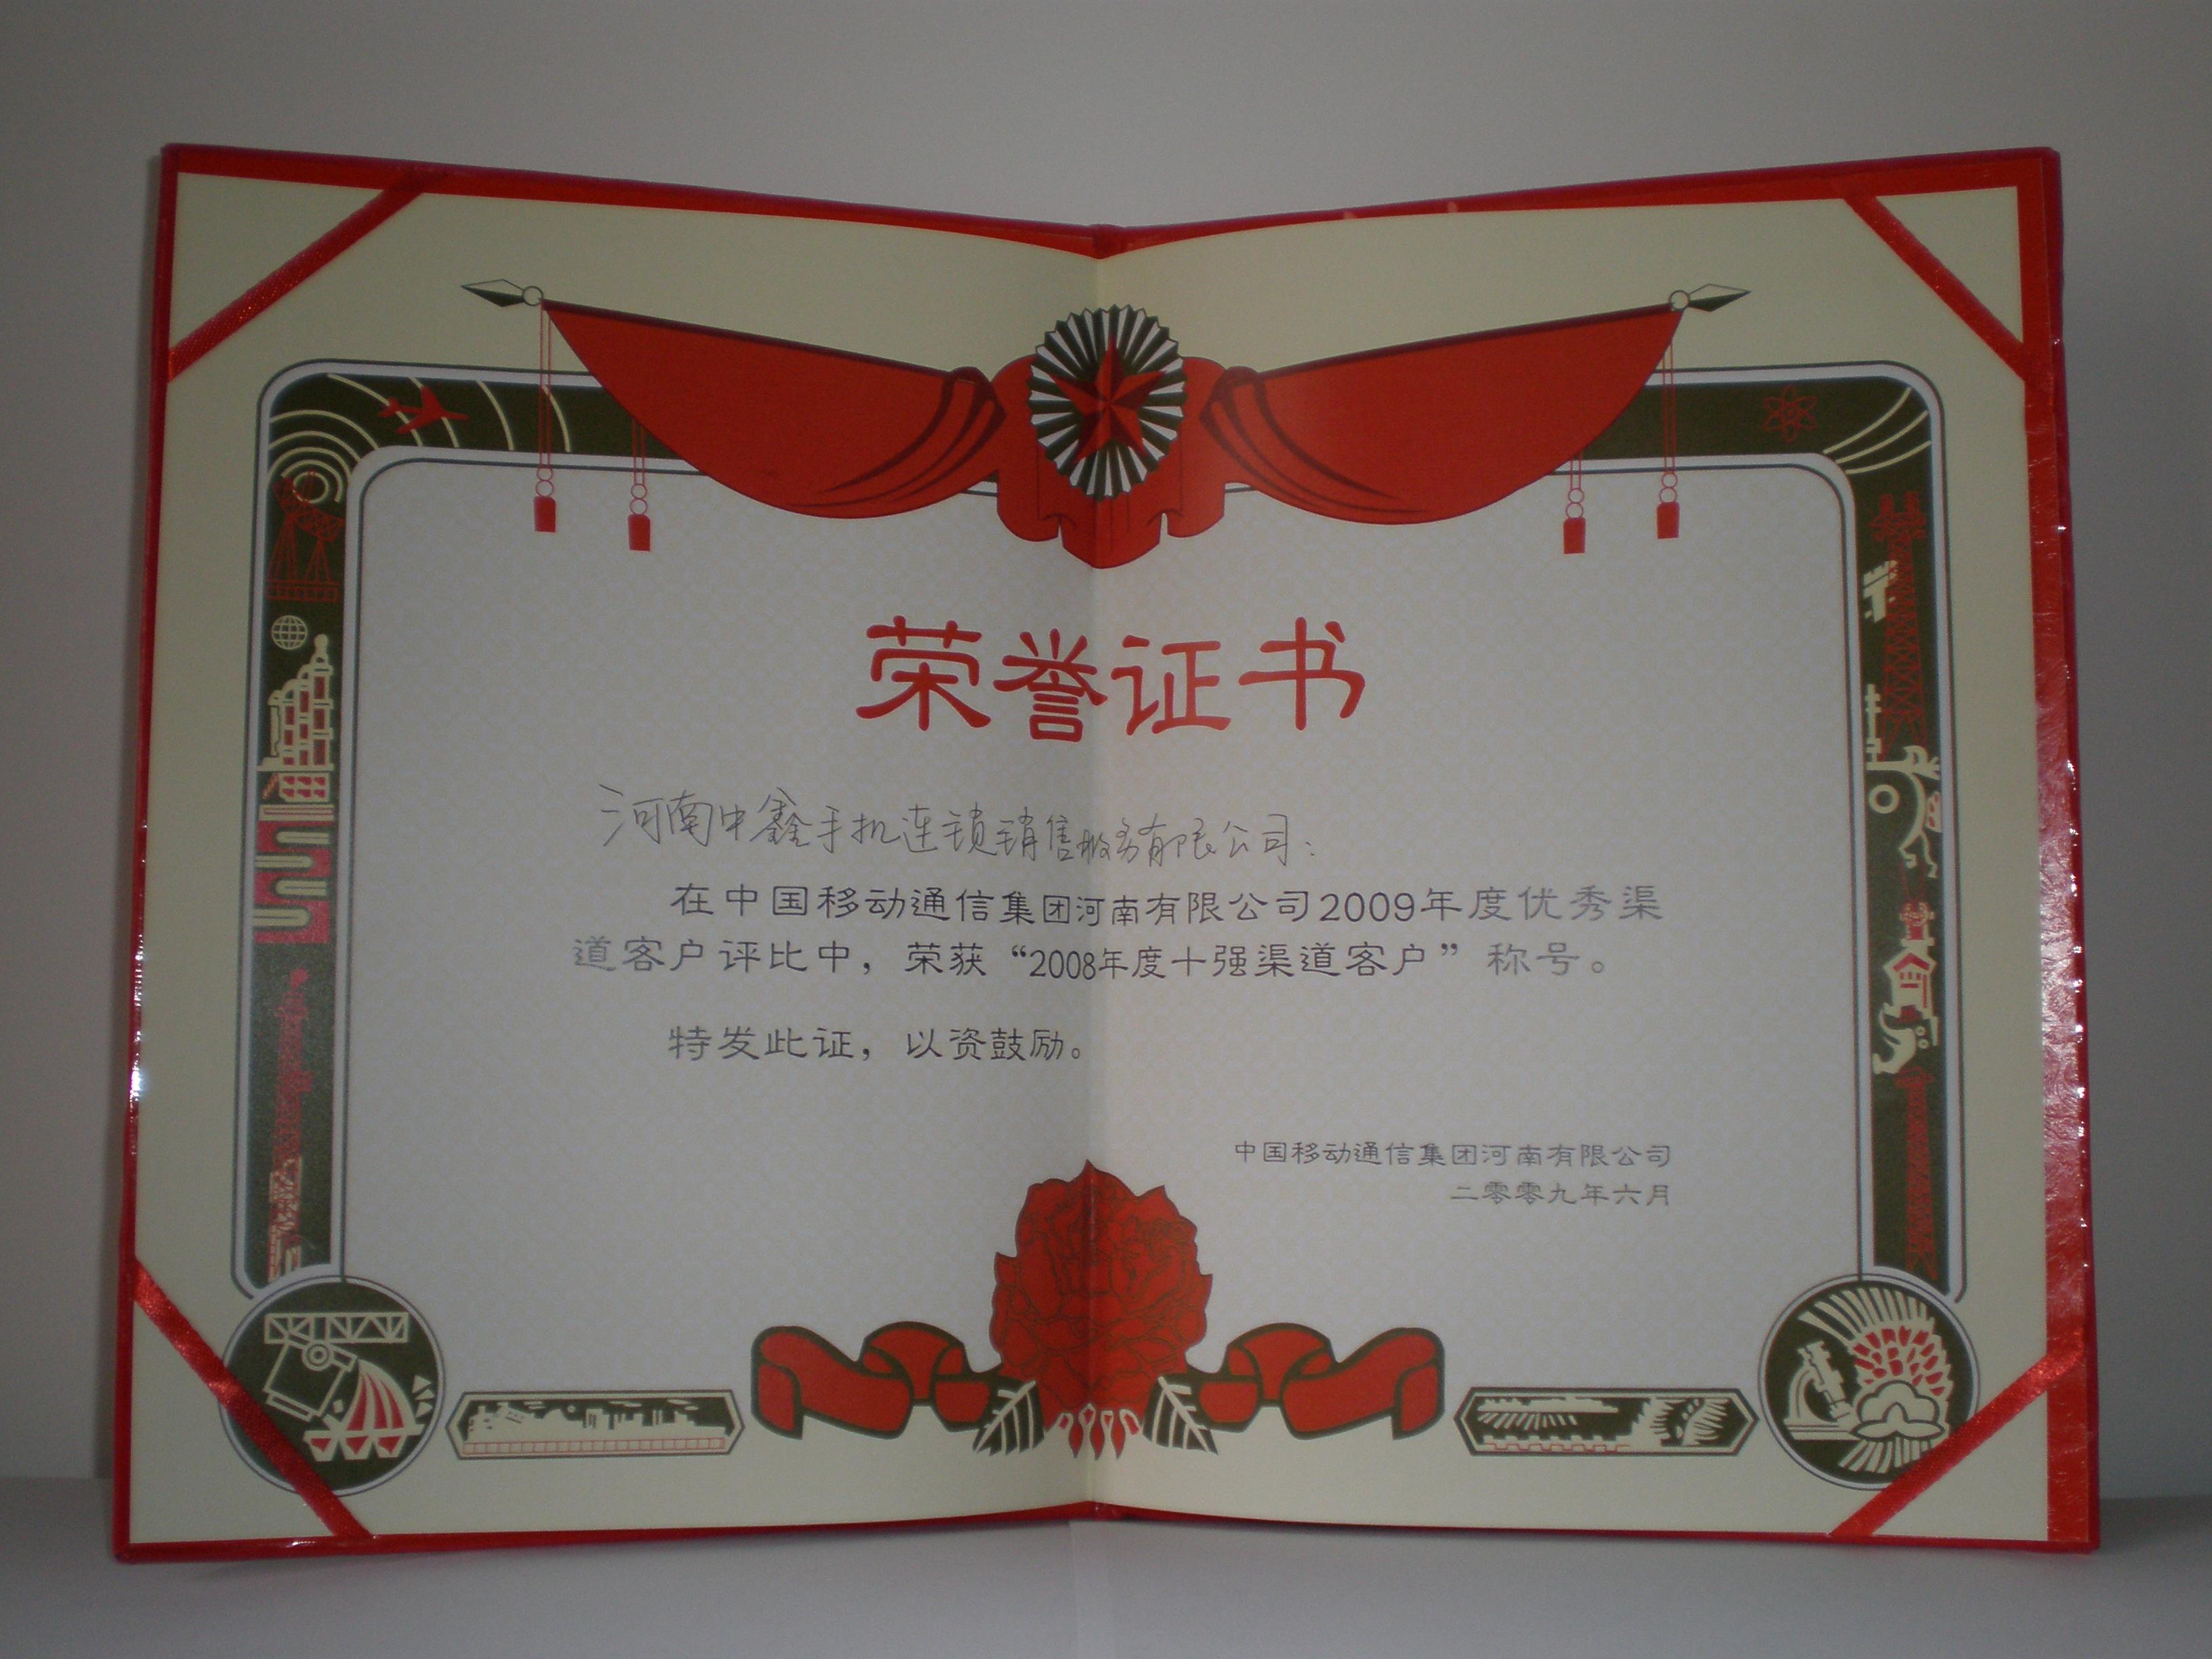 荣誉证书
河南中鑫手机连锁销售服务有限公司：
在中国移动通信集团河南有限公司2009年度优秀渠
道客户评比中，荣获“2008年度十强渠道客户”称号。
特发此证，以资鼓励。
中国移动通信集团河南有限公司
二零零九年六月